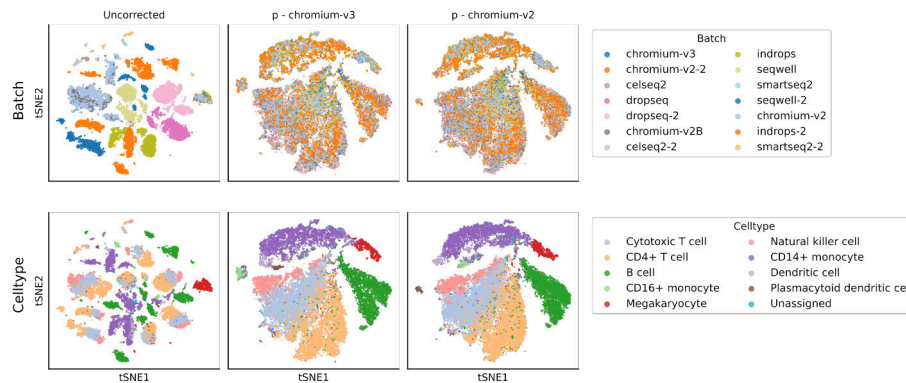 Uncorrected
p - chromium-v3
p - chromium-v2
Batch
tSNE2
Batch
chromium-v3
chromium-v2-2
celseq2
dropseq
dropseq-2
chromium-v2B
celseq2-2
indrops
seqwell
smartseq2
seqwell-2
chromium-v2
indrops-2
smartseq2-2
Celltype
tSNE2
tSNE1
tSNE1
tSNE1
Celltype
Cytotoxic T cell
CD4+ T cell
B cell
CD16+ monocyte
Megakaryocyte
Natural killer cell
CD14+ monocyte
Dendritic cell
Plasmacytoid dendritic ce
Unassigned